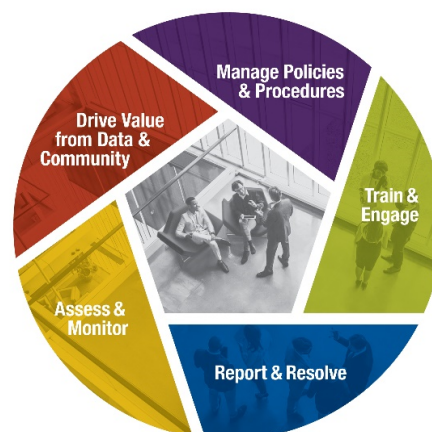 Manage Policies
& Procedures
Train &
Engage
Report & Resolve
Assess &
Monitor
Drive Value
from Data &
Community